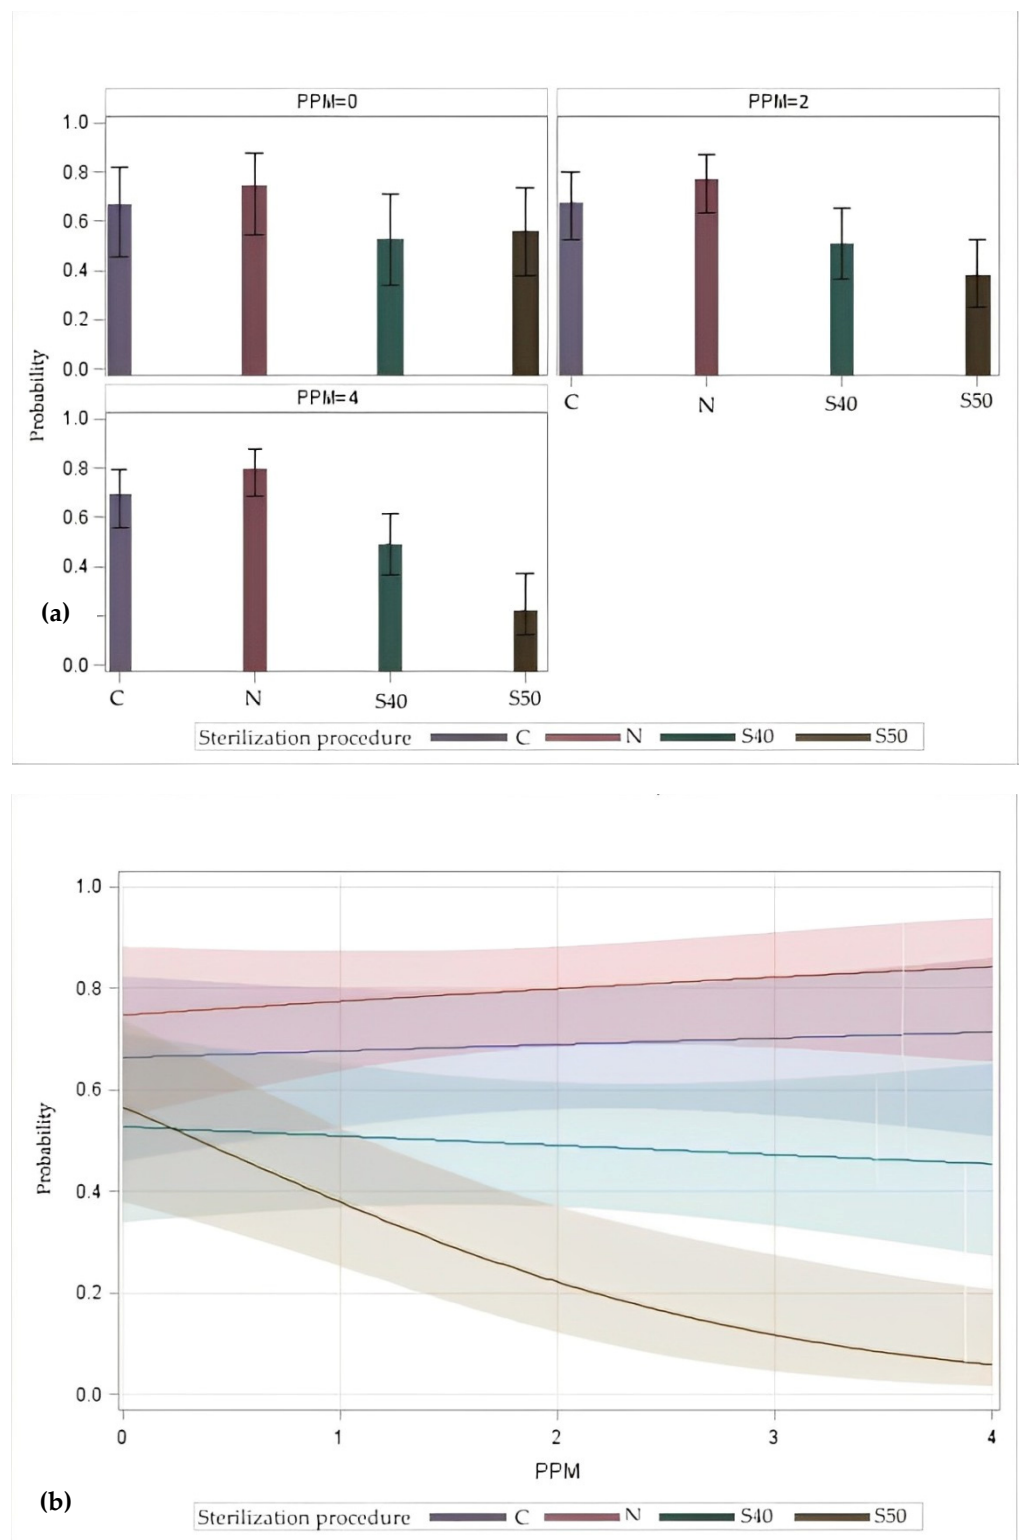 PPM=0
PPM=2
1.0
0.8
0.6
0.4
0.2
0.0
Probability
C
N
S40
S50
PPM=4
1.0
0.8
0.6
0.4
0.0
(a)
C
N
S40
S50
Sterilization procedure C N S40 S50
1.0
0.8
0.6
0.4
0.2
0.0
Probability
0
1
2
3
4
PPM
(b)
Sterilization procedure C N S40 S50